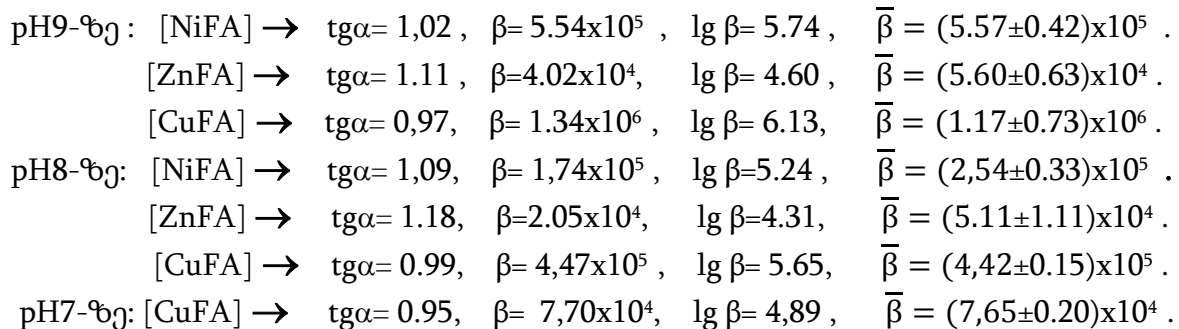 pH9-ზე: [NiFA] → tgα= 1,02 , β= 5.54x10⁵ , lg β= 5.74 , β̅ = (5.57±0.42)x10⁵ .
[ZnFA] → tgα= 1.11 , β=4.02x10⁴, lg β= 4.60 , β̅ = (5.60±0.63)x10⁴ .
[CuFA] → tgα= 0,97, β= 1.34x10⁶ , lg β= 6.13, β̅ = (1.17±0.73)x10⁶ .
pH8-ზე: [NiFA] → tgα= 1,09, β= 1,74x10⁵ , lg β=5.24 , β̅ = (2,54±0.33)x10⁵ .
[ZnFA] → tgα= 1.18, β=2.05x10⁴, lg β=4.31, β̅ = (5.11±1.11)x10⁴ .
[CuFA] → tgα= 0.99, β= 4,47x10⁵ , lg β= 5.65, β̅ = (4,42±0.15)x10⁵ .
pH7-ზე: [CuFA] → tgα= 0.95, β= 7,70x10⁴, lg β= 4,89 , β̅ = (7,65±0.20)x10⁴ .